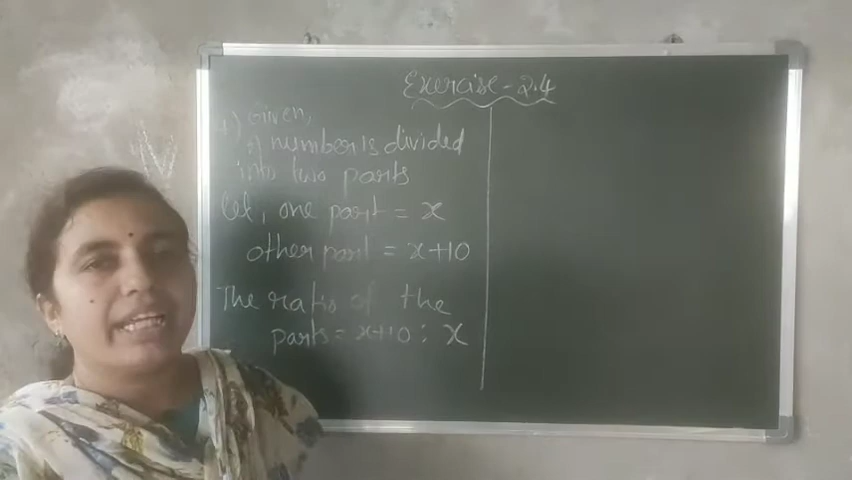 Exercise-2.4
1) Given,
A number is divided
into two parts
let, one part = x
other part = x+10
The ratio of the
parts = x+10 : x